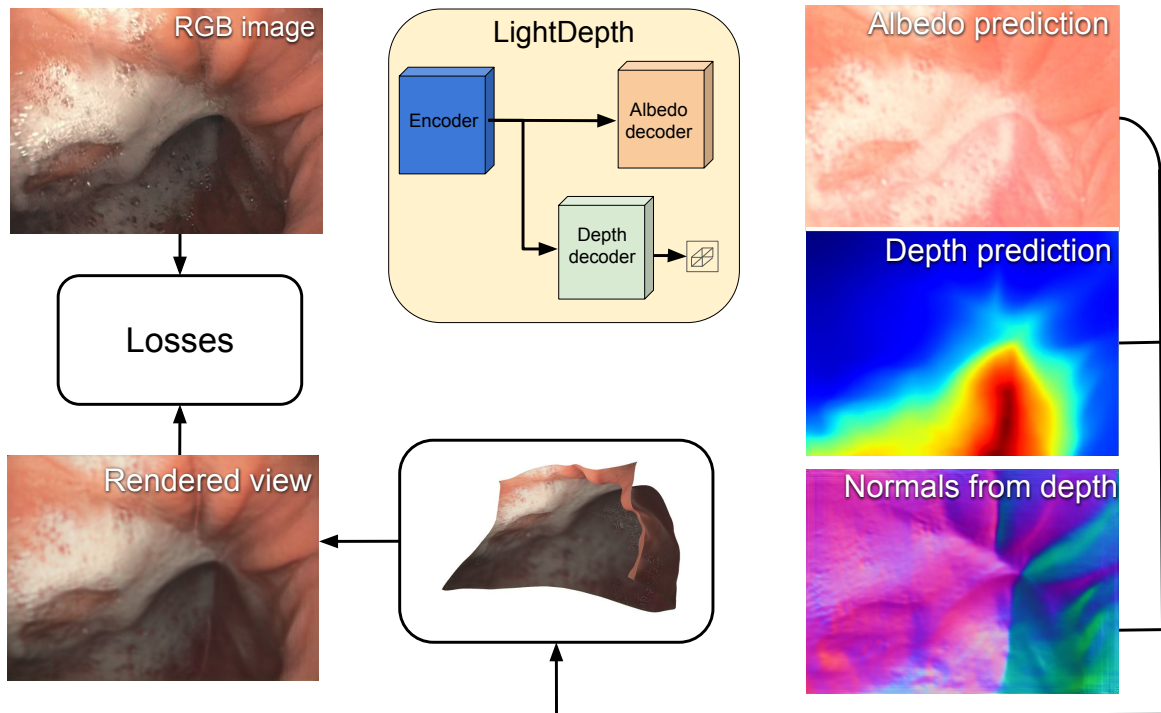 RGB image
LightDepth
Encoder
Albedo
decoder
Depth
decoder
Albedo prediction
Depth prediction
Losses
Rendered view
Normals from depth